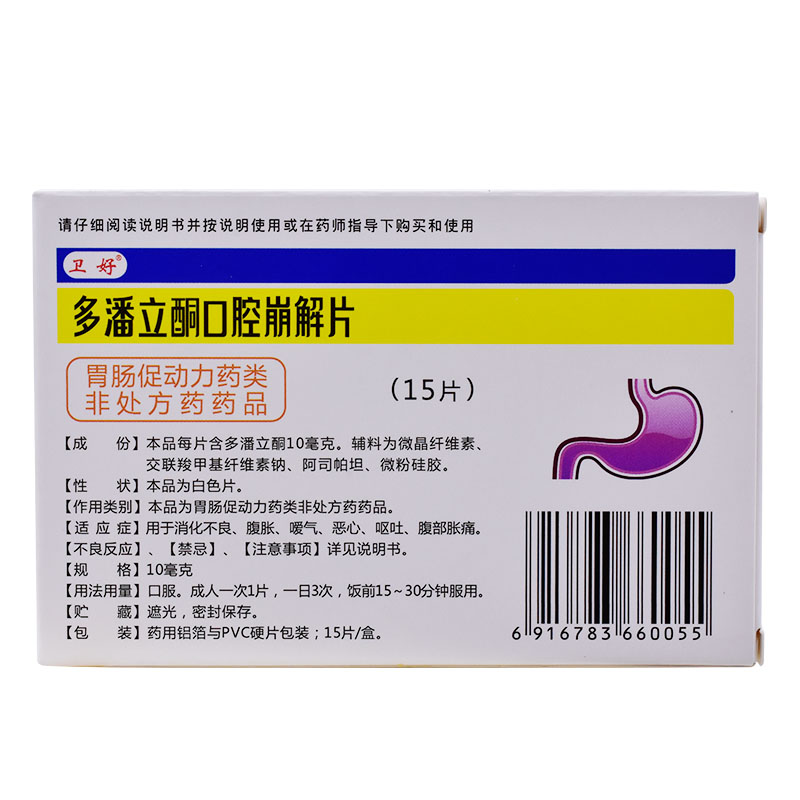 请仔细阅读说明书并按说明使用或在药师指导下购买和使用
卫好®
多潘立酮口腔崩解片
胃肠促动力药类
非处方药药品
（15片）
【成 份】本品每片含多潘立酮10毫克。辅料为微晶纤维素、
交联羧甲基纤维素钠、阿司帕坦、微粉硅胶。
【性 状】本品为白色片。
【作用类别】本品为胃肠促动力药类非处方药药品。
【适 应 症】用于消化不良、腹胀、嗳气、恶心、呕吐、腹部胀痛。
【不良反应】、【禁忌】、【注意事项】详见说明书。
【规 格】10毫克
【用法用量】口服。成人一次1片，一日3次，饭前15～30分钟服用。
【贮 藏】遮光，密封保存。
【包 装】药用铝箔与PVC硬片包装；15片/盒。
6 916783 660055